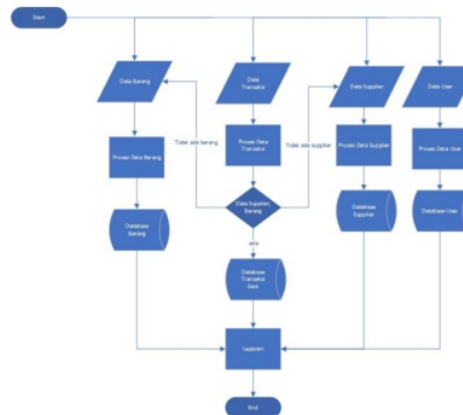 Start
Data Barang
Data
Transaksi
Data Supplier
Data User
Tidak ada barang
Tidak ada supplier
Proses Data Barang
Proses Data
Transaksi
Proses Data Supplier
Proses Data User
Data Supplier,
Barang
Database
Barang
Database
Supplier
Database User
ada
Database
Transaksi
Stok
Laporan
End